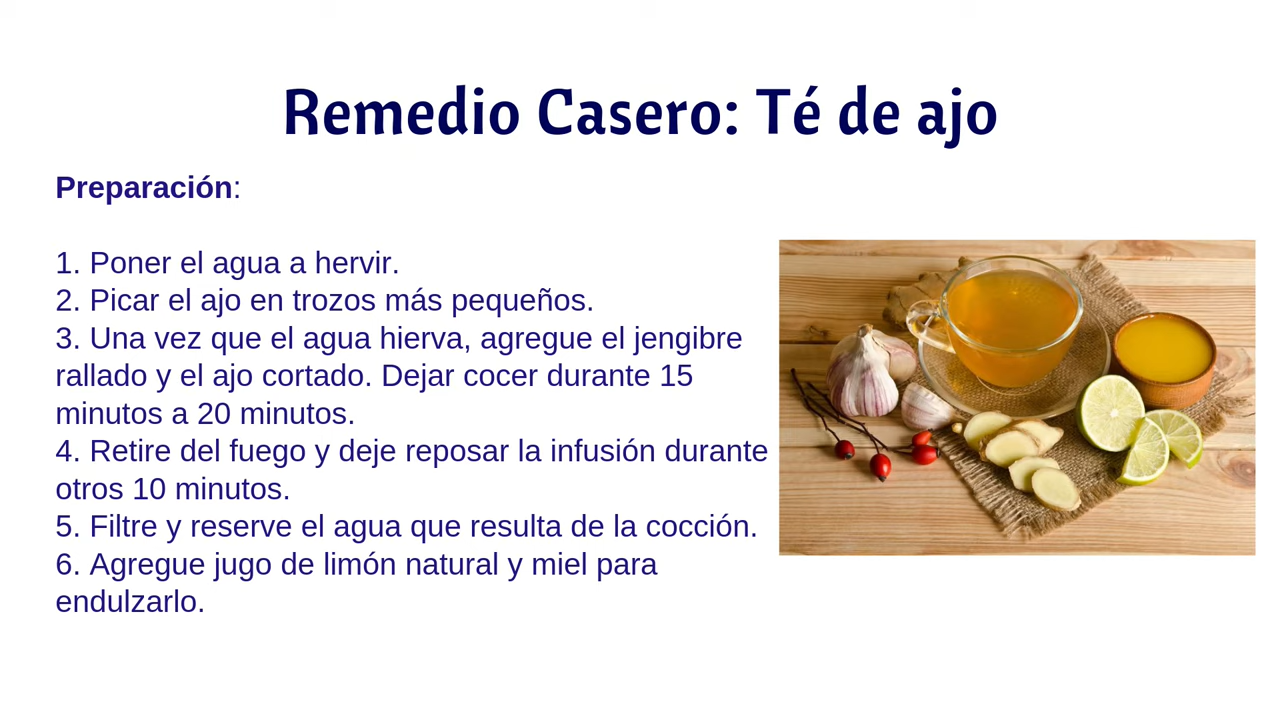 Remedio Casero: Té de ajo
Preparación:
1. Poner el agua a hervir.
2. Picar el ajo en trozos más pequeños.
3. Una vez que el agua hierva, agregue el jengibre
rallado y el ajo cortado. Dejar cocer durante 15
minutos a 20 minutos.
4. Retire del fuego y deje reposar la infusión durante
otros 10 minutos.
5. Filtre y reserve el agua que resulta de la cocción.
6. Agregue jugo de limón natural y miel para
endulzarlo.